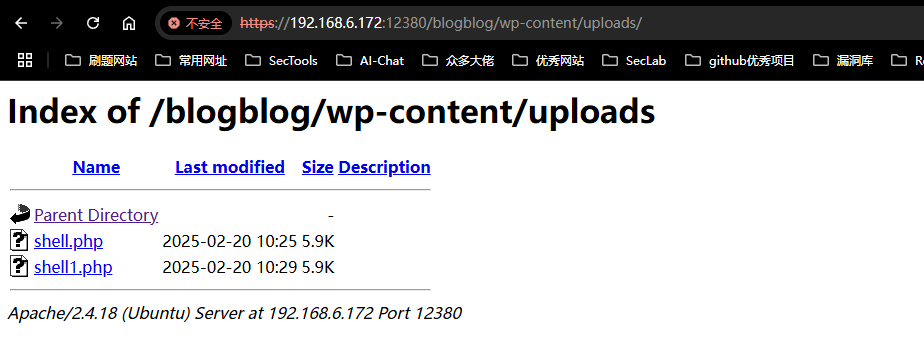 不安全 https://192.168.6.172:12380/blogblog/wp-content/uploads/
刷题网站 常用网址 SecTools AI-Chat 众多大佬 优秀网站 SecLab github优秀项目 漏洞库 R
Index of /blogblog/wp-content/uploads
Name Last modified Size Description
Parent Directory -
shell.php 2025-02-20 10:25 5.9K
shell1.php 2025-02-20 10:29 5.9K
Apache/2.4.18 (Ubuntu) Server at 192.168.6.172 Port 12380